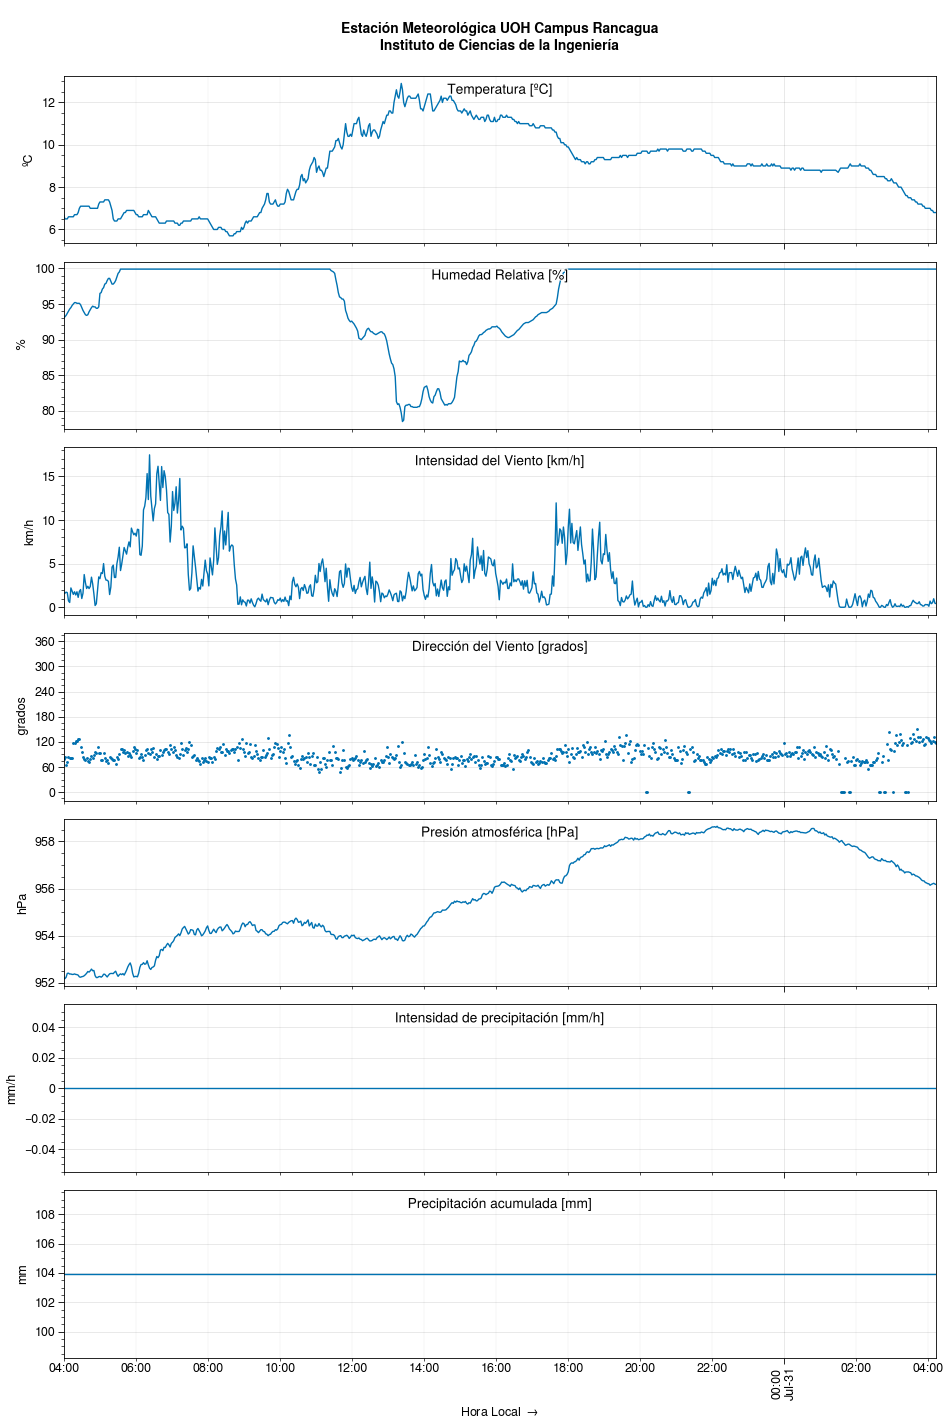 Estación Meteorológica UOH Campus Rancagua
Instituto de Ciencias de la Ingeniería
Temperatura [ºC]
ºC
12
10
8
6
Humedad Relativa [%]
%
100
95
90
85
80
Intensidad del Viento [km/h]
km/h
15
10
5
0
Dirección del Viento [grados]
grados
360
300
240
180
120
60
0
Presión atmosférica [hPa]
hPa
958
956
954
952
Intensidad de precipitación [mm/h]
mm/h
0.04
0.02
0
−0.02
−0.04
Precipitación acumulada [mm]
mm
108
106
104
102
100
04:00 06:00 08:00 10:00 12:00 14:00 16:00 18:00 20:00 22:00 00:00 02:00 04:00
Jul-31
Hora Local →